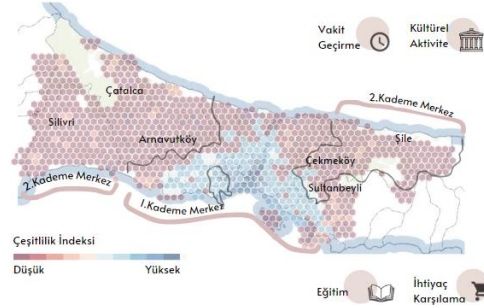 Vakit
Geçirme
Kültürel
Aktivite
2.Kademe Merkez
Çatalca
Silivri
Arnavutköy
Şile
Çekmeköy
Sultanbeyli
2.Kademe Merkez
1.Kademe Merkez
Çeşitlilik İndeksi
Düşük
Yüksek
Eğitim
İhtiyaç
Karşılama